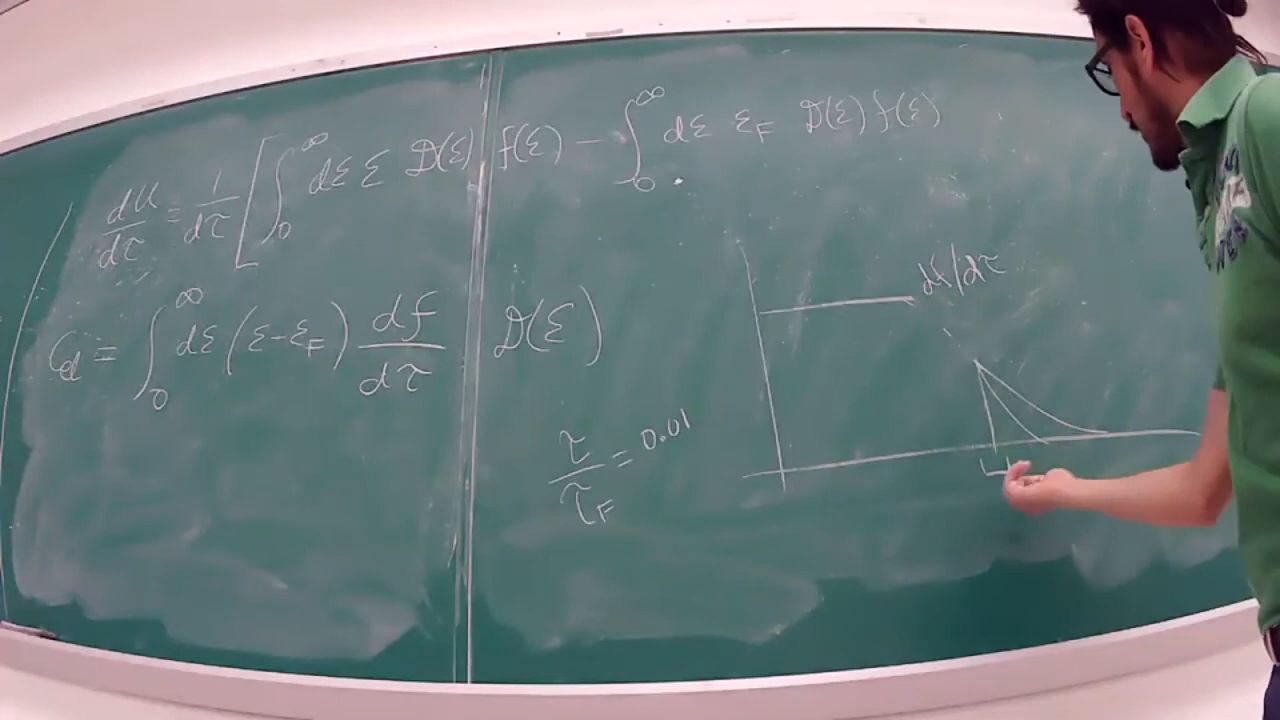 dU/dτ = 1/dτ [ ∫₀^∞ dε ε D(ε) f(ε) − ∫₀^∞ dε ε_F D(ε) f(ε)
C_el = ∫₀^∞ dε (ε-ε_F) df/dτ D(ε) )
df/dτ
τ/τ_F = 0.01